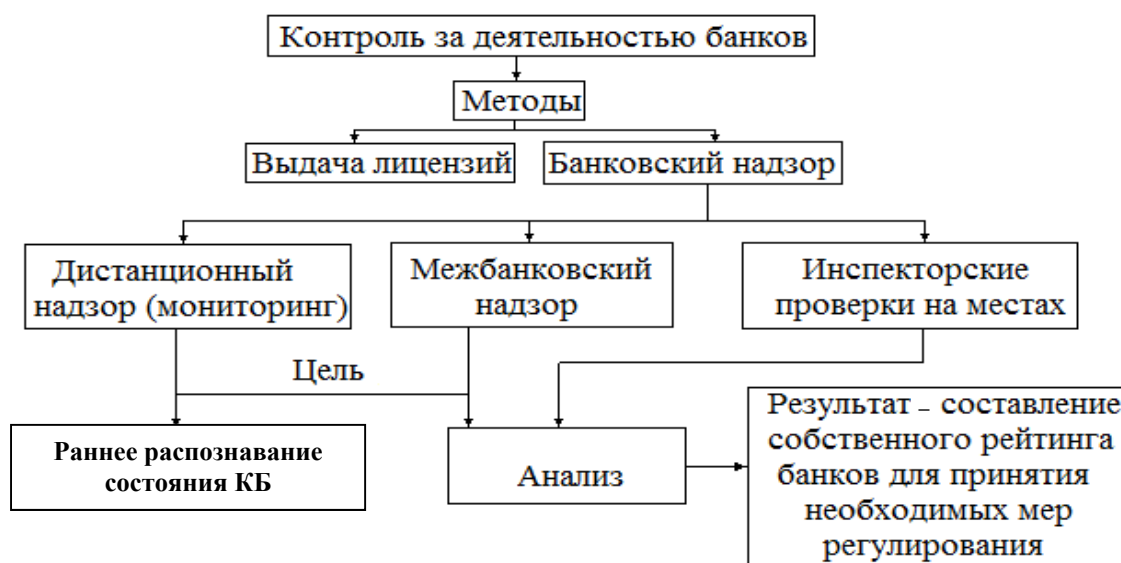 Контроль за деятельностью банков
Методы
Выдача лицензий
Банковский надзор
Дистанционный
надзор (мониторинг)
Межбанковский
надзор
Инспекторские
проверки на местах
Цель
Раннее распознавание
состояния КБ
Анализ
Результат – составление
собственного рейтинга
банков для принятия
необходимых мер
регулирования